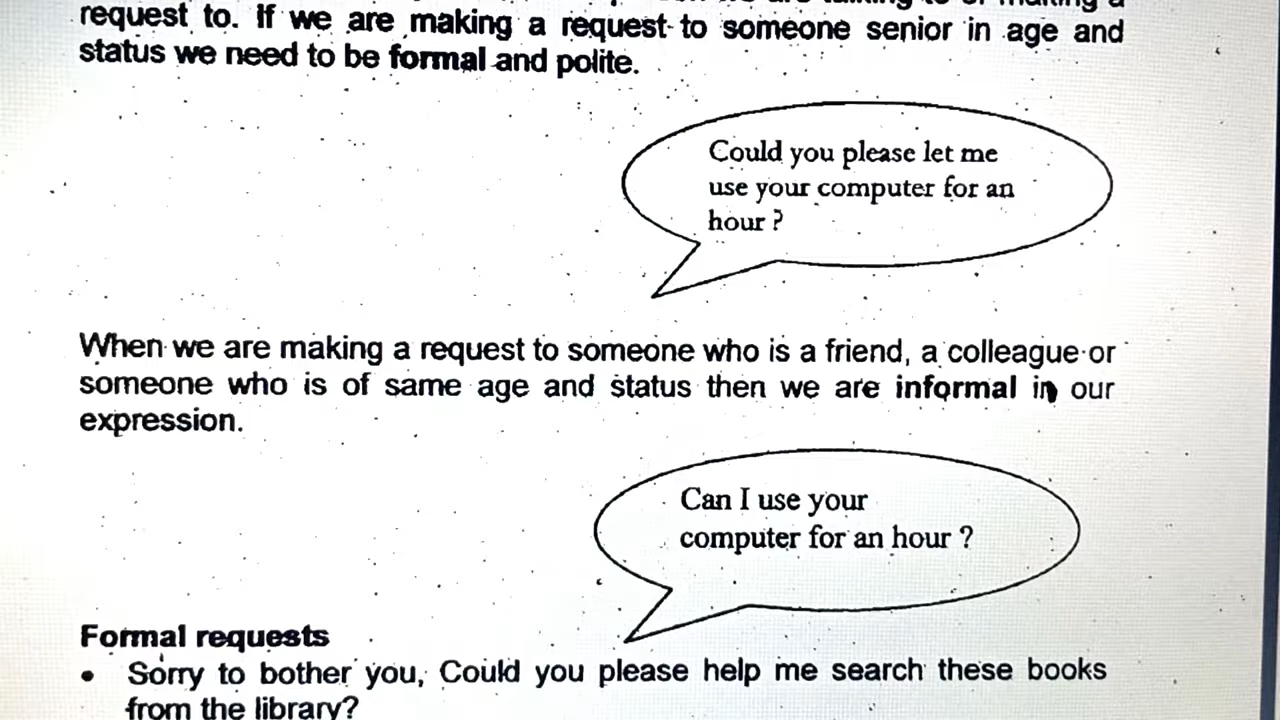 request to. If we are making a request to someone senior in age and
status we need to be formal and polite.
Could you please let me
use your computer for an
hour ?
When we are making a request to someone who is a friend, a colleague or
someone who is of same age and status then we are informal in our
expression.
Can I use your
computer for an hour ?
Formal requests
• Sorry to bother you, Could you please help me search these books
from the library?